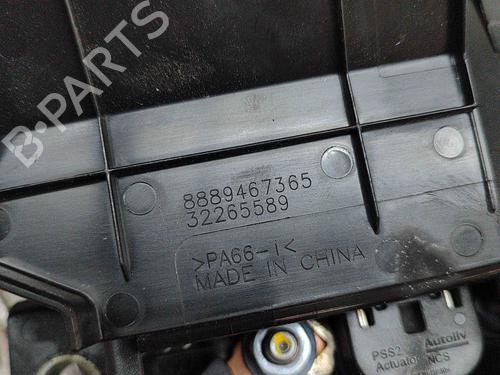 B-PARTS
8889467365
32265589
>PA66-I<
MADE IN CHINA
PSS2 Autoliv
Actuator NCS